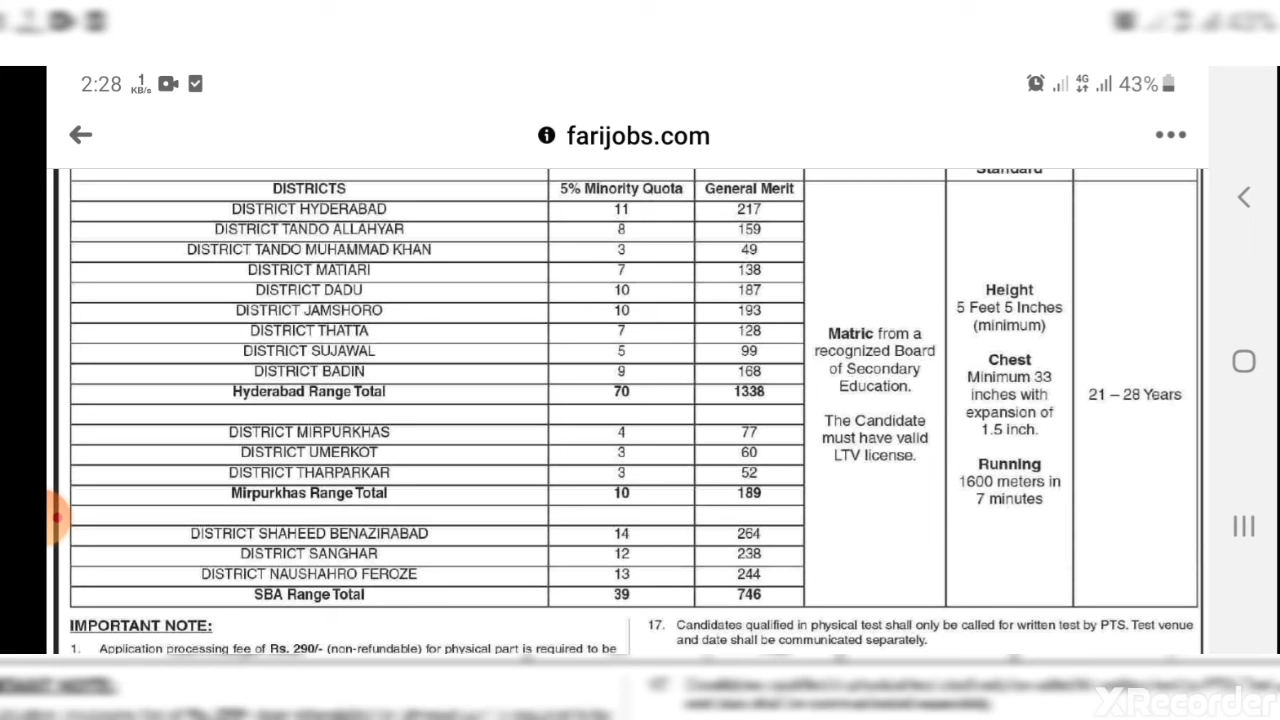 2:28 1 KB/s 4G 43%
farijobs.com
Standard
DISTRICTS 5% Minority Quota General Merit
DISTRICT HYDERABAD 11 217
DISTRICT TANDO ALLAHYAR 8 159
DISTRICT TANDO MUHAMMAD KHAN 3 49
DISTRICT MATIARI 7 138
DISTRICT DADU 10 187
DISTRICT JAMSHORO 10 193
DISTRICT THATTA 7 128
DISTRICT SUJAWAL 5 99
DISTRICT BADIN 9 168
Hyderabad Range Total 70 1338
DISTRICT MIRPURKHAS 4 77
DISTRICT UMERKOT 3 60
DISTRICT THARPARKAR 3 52
Mirpurkhas Range Total 10 189
DISTRICT SHAHEED BENAZIRABAD 14 264
DISTRICT SANGHAR 12 238
DISTRICT NAUSHAHRO FEROZE 13 244
SBA Range Total 39 746
Matric from a
recognized Board
of Secondary
Education.
The Candidate
must have valid
LTV license.
Height
5 Feet 5 Inches
(minimum)
Chest
Minimum 33
inches with
expansion of
1.5 inch.
Running
1600 meters in
7 minutes
21 – 28 Years
IMPORTANT NOTE:
1. Application processing fee of Rs. 290/- (non-refundable) for physical part is required to be
17. Candidates qualified in physical test shall only be called for written test by PTS. Test venue
and date shall be communicated separately.
XRecorder